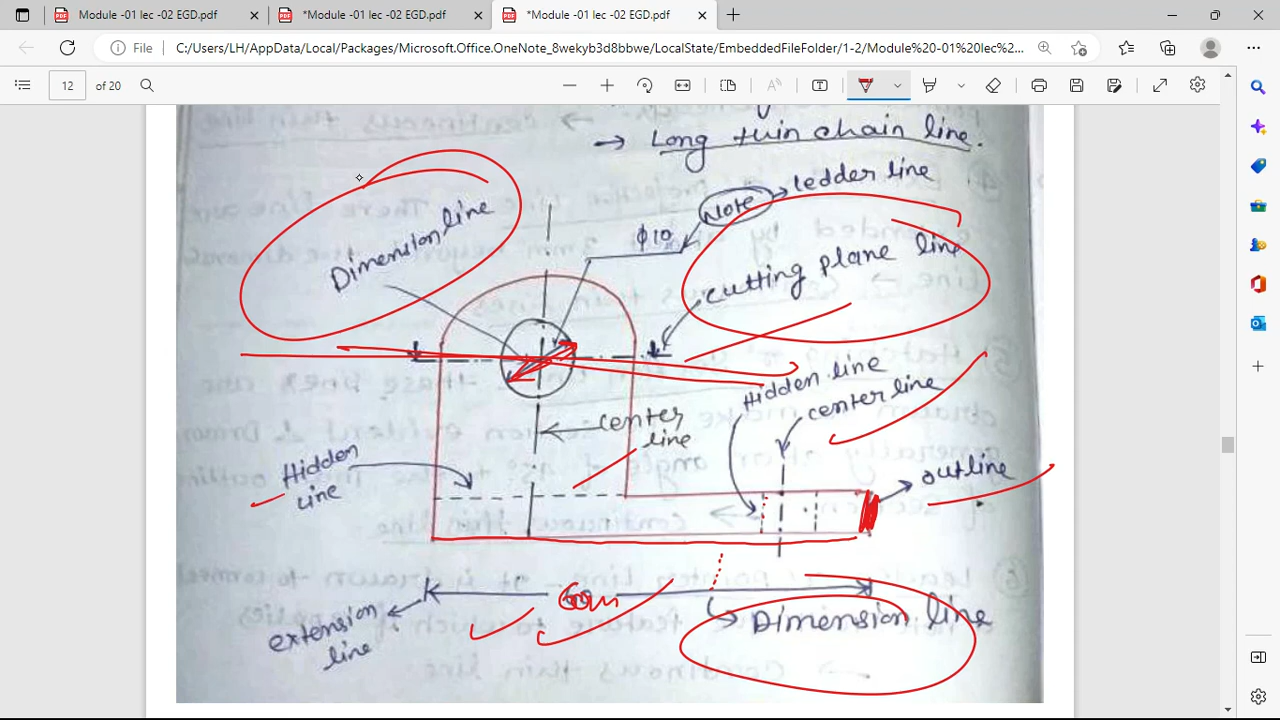 Module -01 lec -02 EGD.pdf
*Module -01 lec -02 EGD.pdf
*Module -01 lec -02 EGD.pdf
File
C:/Users/LH/AppData/Local/Packages/Microsoft.Office.OneNote_8wekyb3d8bbwe/LocalState/EmbeddedFileFolder/1-2/Module%20-01%20lec%2...
12 of 20
→ Long thin chain line.
Note → ledder line
Dimension line
ϕ10
cutting plane line
Hidden line
center line
center
line
Hidden
line
outline
60m
extension
line
Dimension line